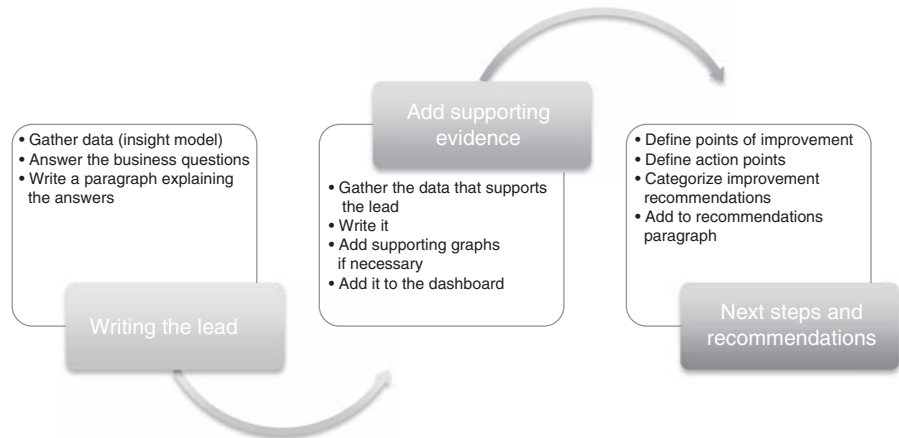 • Gather data (insight model)
• Answer the business questions
• Write a paragraph explaining
the answers
Writing the lead
Add supporting
evidence
• Gather the data that supports
the lead
• Write it
• Add supporting graphs
if necessary
• Add it to the dashboard
• Define points of improvement
• Define action points
• Categorize improvement
recommendations
• Add to recommendations
paragraph
Next steps and
recommendations